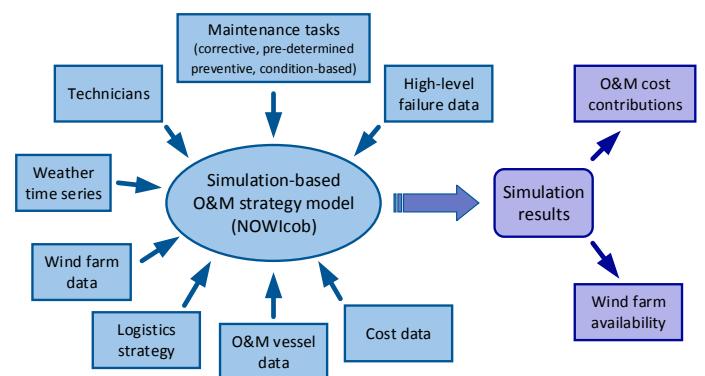 Maintenance tasks
(corrective, pre-determined
preventive, condition-based)
Technicians
High-level
failure data
O&M cost
contributions
Weather
time series
Simulation-based
O&M strategy model
(NOWIcob)
Simulation
results
Wind farm
data
Logistics
strategy
O&M vessel
data
Cost data
Wind farm
availability